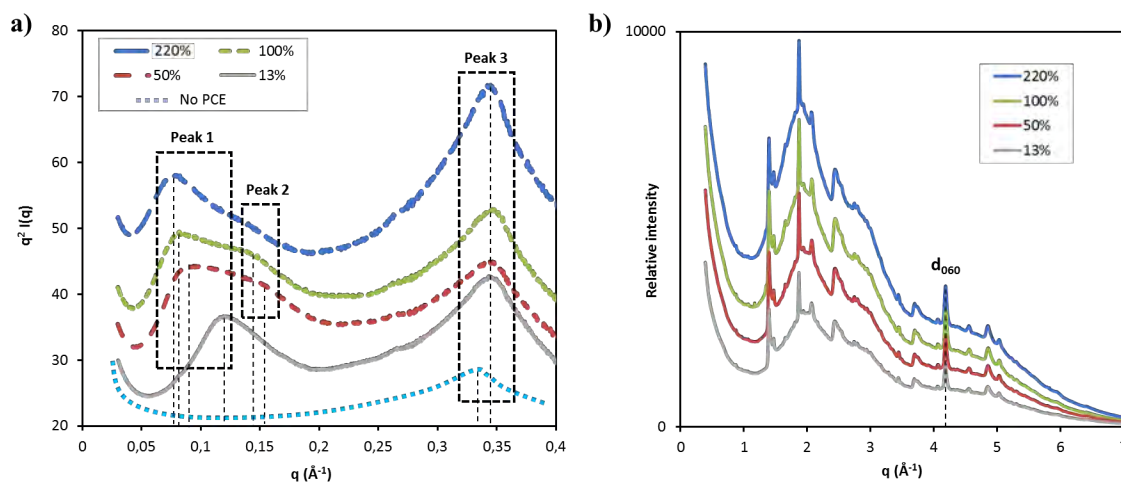 a)
80
70
60
50
40
30
20
q² I(q)
220% 100%
50% 13%
No PCE
Peak 1
Peak 2
Peak 3
0 0,05 0,1 0,15 0,2 0,25 0,3 0,35 0,4
q (Å⁻¹)
b)
10000
0
Relative intensity
220%
100%
50%
13%
d₀₆₀
0 1 2 3 4 5 6 7
q (Å⁻¹)